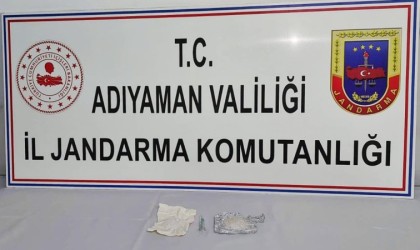 T.C.
ADIYAMAN VALİLİĞİ
İL JANDARMA KOMUTANLIĞI
JANDARMA